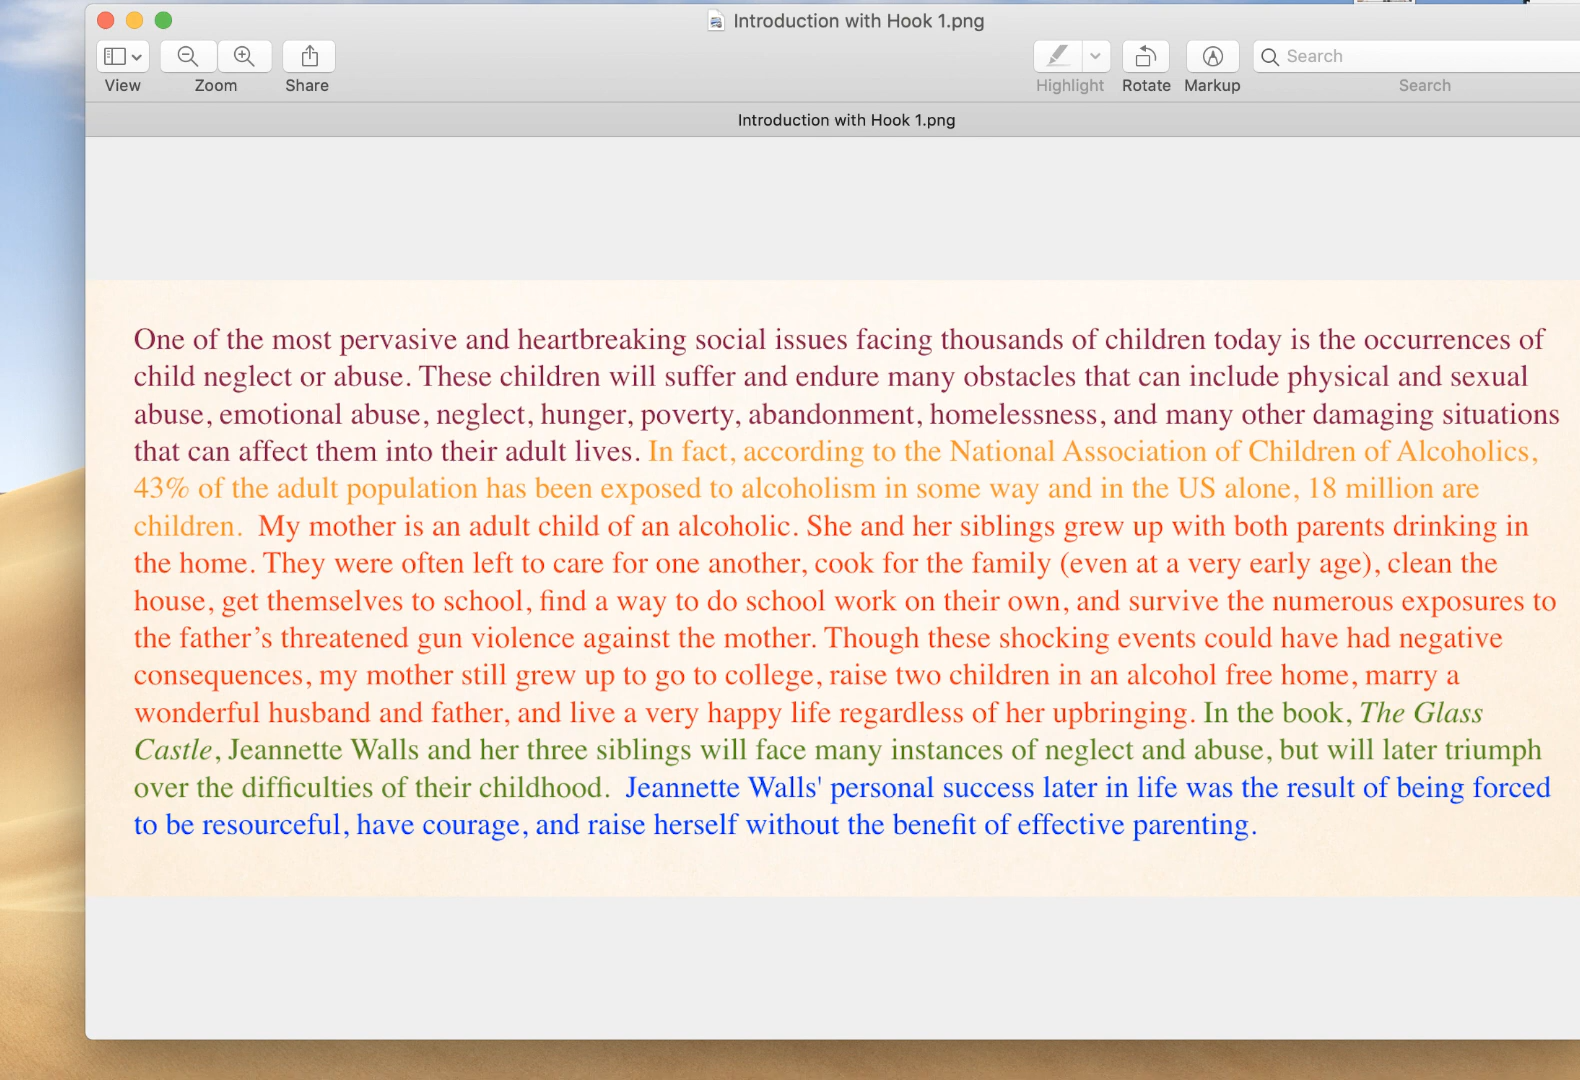 Introduction with Hook 1.png
View
Zoom
Share
Highlight
Rotate
Markup
Search
Search
Introduction with Hook 1.png
One of the most pervasive and heartbreaking social issues facing thousands of children today is the occurrences of
child neglect or abuse. These children will suffer and endure many obstacles that can include physical and sexual
abuse, emotional abuse, neglect, hunger, poverty, abandonment, homelessness, and many other damaging situations
that can affect them into their adult lives. In fact, according to the National Association of Children of Alcoholics,
43% of the adult population has been exposed to alcoholism in some way and in the US alone, 18 million are
children.  My mother is an adult child of an alcoholic. She and her siblings grew up with both parents drinking in
the home. They were often left to care for one another, cook for the family (even at a very early age), clean the
house, get themselves to school, find a way to do school work on their own, and survive the numerous exposures to
the father’s threatened gun violence against the mother. Though these shocking events could have had negative
consequences, my mother still grew up to go to college, raise two children in an alcohol free home, marry a
wonderful husband and father, and live a very happy life regardless of her upbringing. In the book, The Glass
Castle, Jeannette Walls and her three siblings will face many instances of neglect and abuse, but will later triumph
over the difficulties of their childhood.  Jeannette Walls' personal success later in life was the result of being forced
to be resourceful, have courage, and raise herself without the benefit of effective parenting.